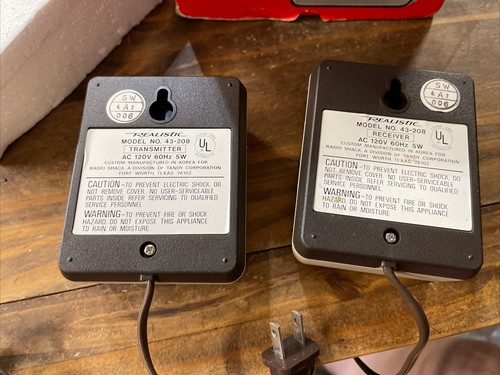 SW
4A1
006
REALISTIC
MODEL NO. 43-208
TRANSMITTER
AC 120V 60Hz 5W
UL
CUSTOM MANUFACTURED IN KOREA FOR
RADIO SHACK, A DIVISION OF TANDY CORPORATION
FORT WORTH, TEXAS 76102
CAUTION-TO PREVENT ELECTRIC SHOCK, DO
NOT REMOVE COVER. NO USER-SERVICEABLE
PARTS INSIDE. REFER SERVICING TO QUALIFIED
SERVICE PERSONNEL.
WARNING-TO PREVENT FIRE OR SHOCK
HAZARD, DO NOT EXPOSE THIS APPLIANCE
TO RAIN OR MOISTURE.
SW
4A1
006
REALISTIC
MODEL NO. 43-208
RECEIVER
AC 120V 60Hz 5W
UL
CUSTOM MANUFACTURED IN KOREA FOR
RADIO SHACK, A DIVISION OF TANDY CORPORATION
FORT WORTH, TEXAS 76102
CAUTION-TO PREVENT ELECTRIC SHOCK, DO
NOT REMOVE COVER. NO USER-SERVICEABLE
PARTS INSIDE. REFER SERVICING TO QUALIFIED
SERVICE PERSONNEL.
WARNING-TO PREVENT FIRE OR SHOCK
HAZARD, DO NOT EXPOSE THIS APPLIANCE
TO RAIN OR MOISTURE.